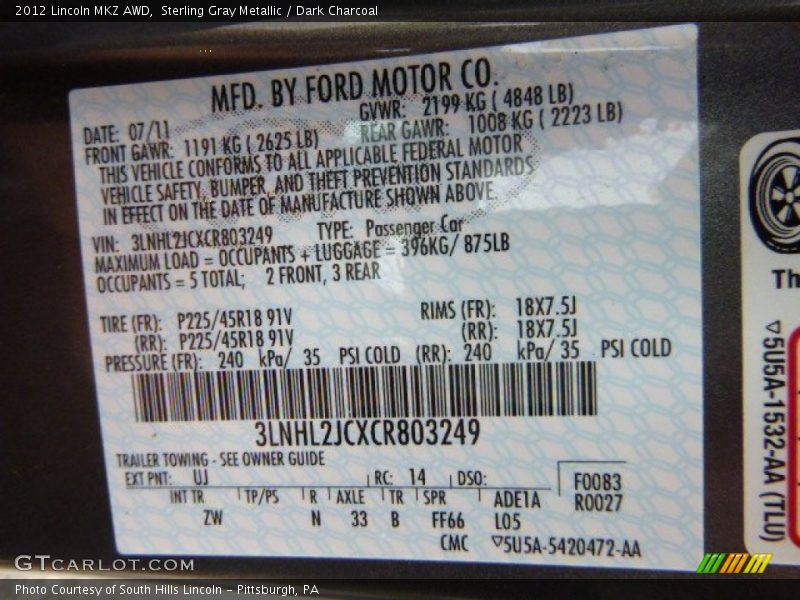 2012 Lincoln MKZ AWD,  Sterling Gray Metallic / Dark Charcoal
MFD. BY FORD MOTOR CO.
DATE: 07/11 GVWR: 2199 KG ( 4848 LB)
FRONT GAWR: 1191 KG ( 2625 LB) REAR GAWR: 1008 KG ( 2223 LB)
THIS VEHICLE CONFORMS TO ALL APPLICABLE FEDERAL MOTOR
VEHICLE SAFETY, BUMPER, AND THEFT PREVENTION STANDARDS
IN EFFECT ON THE DATE OF MANUFACTURE SHOWN ABOVE.
VIN: 3LNHL2JCXCR803249 TYPE: Passenger Car
MAXIMUM LOAD = OCCUPANTS + LUGGAGE = 396KG/ 875LB
OCCUPANTS = 5 TOTAL; 2 FRONT, 3 REAR
TIRE (FR): P225/45R18 91V RIMS (FR): 18X7.5J
(RR): P225/45R18 91V (RR): 18X7.5J
PRESSURE (FR): 240 kPa/ 35 PSI COLD (RR): 240 kPa/ 35 PSI COLD
3LNHL2JCXCR803249
TRAILER TOWING - SEE OWNER GUIDE
EXT PNT: UJ RC: 14 DSO: F0083
INT TR TP/PS R AXLE TR SPR ADE1A R0027
ZW N 33 B FF66 L05
CMC ▽5U5A-5420472-AA
Th
▽5U5A-1532-AA (TLU)
GTCARLOT.COM
Photo Courtesy of South Hills Lincoln - Pittsburgh, PA